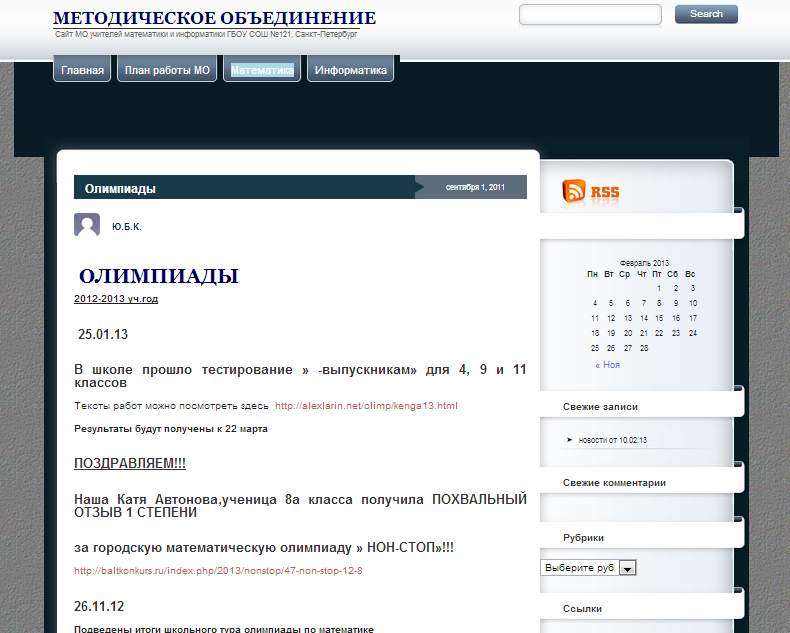 МЕТОДИЧЕСКОЕ ОБЪЕДИНЕНИЕ
Сайт МО учителей математики и информатики ГБОУ СОШ №121, Санкт-Петербург
Search
Главная
План работы МО
Математика
Информатика
Олимпиады
сентября 1, 2011
Ю.Б.К.
ОЛИМПИАДЫ
2012-2013 уч.год
25.01.13
В школе прошло тестирование » -выпускникам» для 4, 9 и 11
классов
Тексты работ можно посмотреть здесь http://alexlarin.net/olimp/kenga13.html
Результаты будут получены к 22 марта
ПОЗДРАВЛЯЕМ!!!
Наша Катя Автонова,ученица 8а класса получила ПОХВАЛЬНЫЙ
ОТЗЫВ 1 СТЕПЕНИ
за городскую математическую олимпиаду » НОН-СТОП»!!!
http://baltkonkurs.ru/index.php/2013/nonstop/47-non-stop-12-8
26.11.12
Подведены итоги школьного тура олимпиады по математике
RSS
Февраль 2013
Пн Вт Ср Чт Пт Сб Вс
1 2 3
4 5 6 7 8 9 10
11 12 13 14 15 16 17
18 19 20 21 22 23 24
25 26 27 28
« Ноя
Свежие записи
новости от 10.02.13
Свежие комментарии
Рубрики
Выберите руб
Ссылки